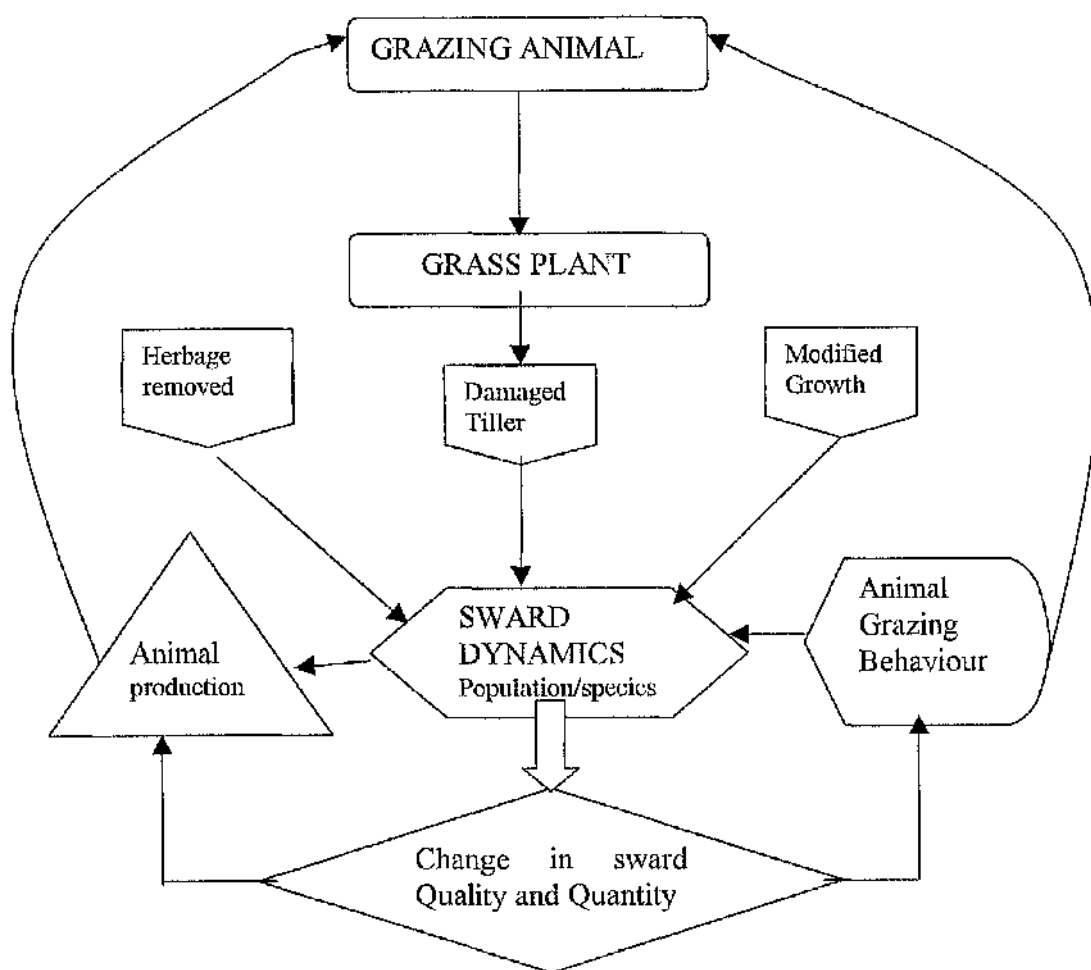 GRAZING ANIMAL
GRASS PLANT
Herbage
removed
Damaged
Tiller
Modified
Growth
Animal
production
SWARD
DYNAMICS
Population/species
Animal
Grazing
Behaviour
Change in sward
Quality and Quantity